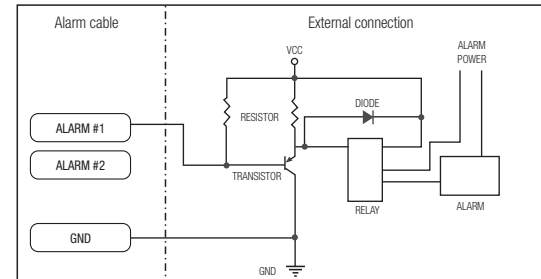 Alarm cable
External connection
VCC
ALARM
POWER
DIODE
RESISTOR
ALARM #1
ALARM #2
TRANSISTOR
RELAY
ALARM
GND
GND